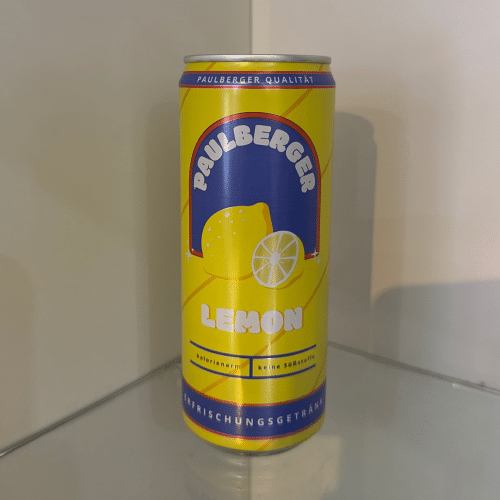 PAULBERGER QUALITÄT
PAULBERGER
LEMON
kalorienarm keine Süßstoffe
ERFRISCHUNGSGETRÄNK